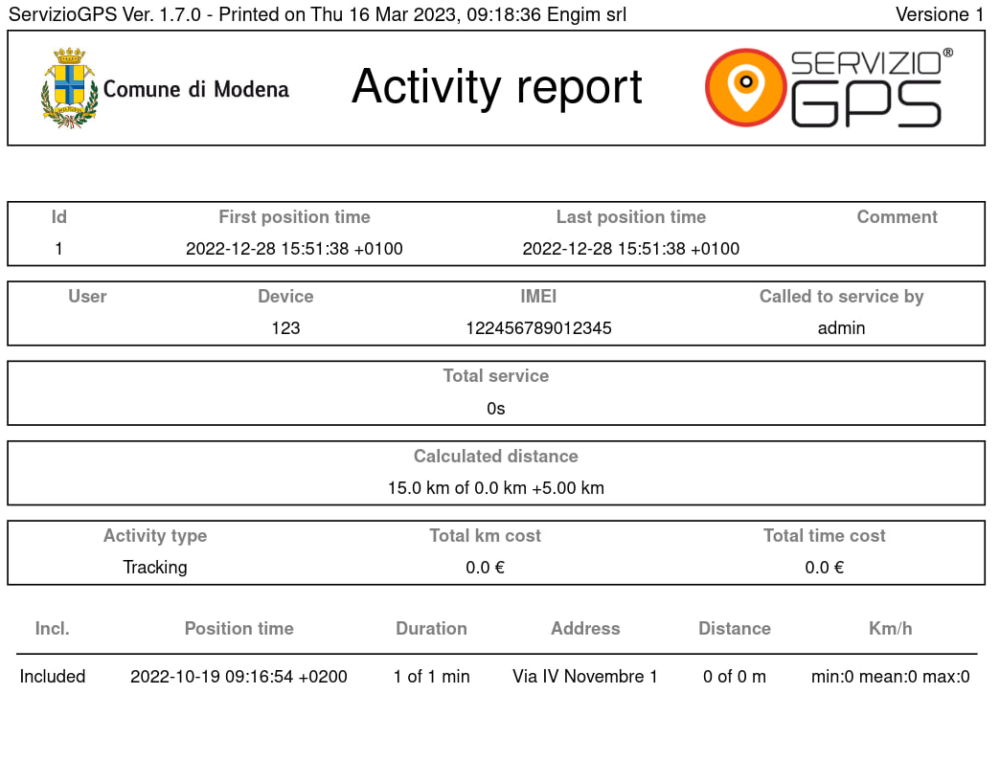 ServizioGPS Ver. 1.7.0 - Printed on Thu 16 Mar 2023, 09:18:36 Engim srl Versione 1
Comune di Modena Activity report SERVIZIO® GPS
Id First position time Last position time Comment
1 2022-12-28 15:51:38 +0100 2022-12-28 15:51:38 +0100
User Device IMEI Called to service by
123 122456789012345 admin
Total service
0s
Calculated distance
15.0 km of 0.0 km +5.00 km
Activity type Total km cost Total time cost
Tracking 0.0 € 0.0 €
Incl. Position time Duration Address Distance Km/h
Included 2022-10-19 09:16:54 +0200 1 of 1 min Via IV Novembre 1 0 of 0 m min:0 mean:0 max:0